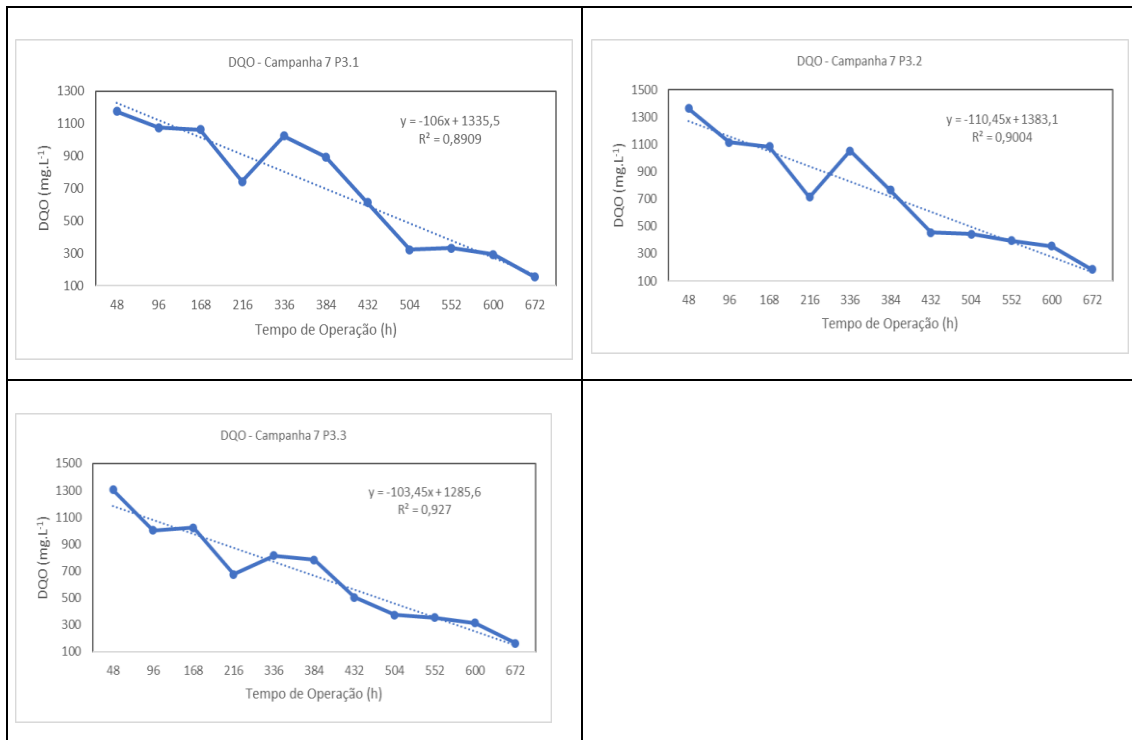 DQO - Campanha 7 P3.1
1300
1100
900
700
500
300
100
DQO (mg.L⁻¹)
y = -106x + 1335,5
R² = 0,8909
48 96 168 216 336 384 432 504 552 600 672
Tempo de Operação (h)
DQO - Campanha 7 P3.2
1500
1300
1100
900
700
500
300
100
DQO (mg.L⁻¹)
y = -110,45x + 1383,1
R² = 0,9004
48 96 168 216 336 384 432 504 552 600 672
Tempo de Operação (h)
DQO - Campanha 7 P3.3
1500
1300
1100
900
700
500
300
100
DQO (mg.L⁻¹)
y = -103,45x + 1285,6
R² = 0,927
48 96 168 216 336 384 432 504 552 600 672
Tempo de Operação (h)